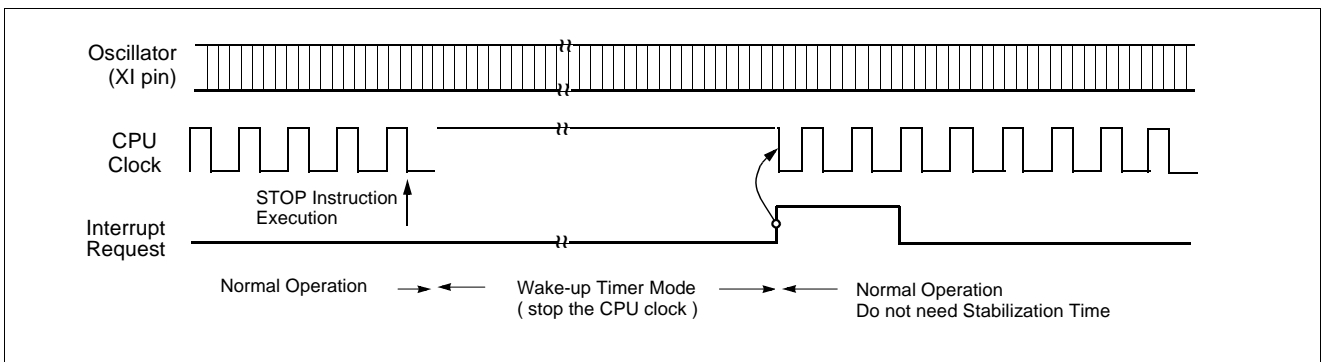 Oscillator
(XI pin)
CPU
Clock
STOP Instruction
Execution
Interrupt
Request
Normal Operation
Wake-up Timer Mode
( stop the CPU clock )
Normal Operation
Do not need Stabilization Time